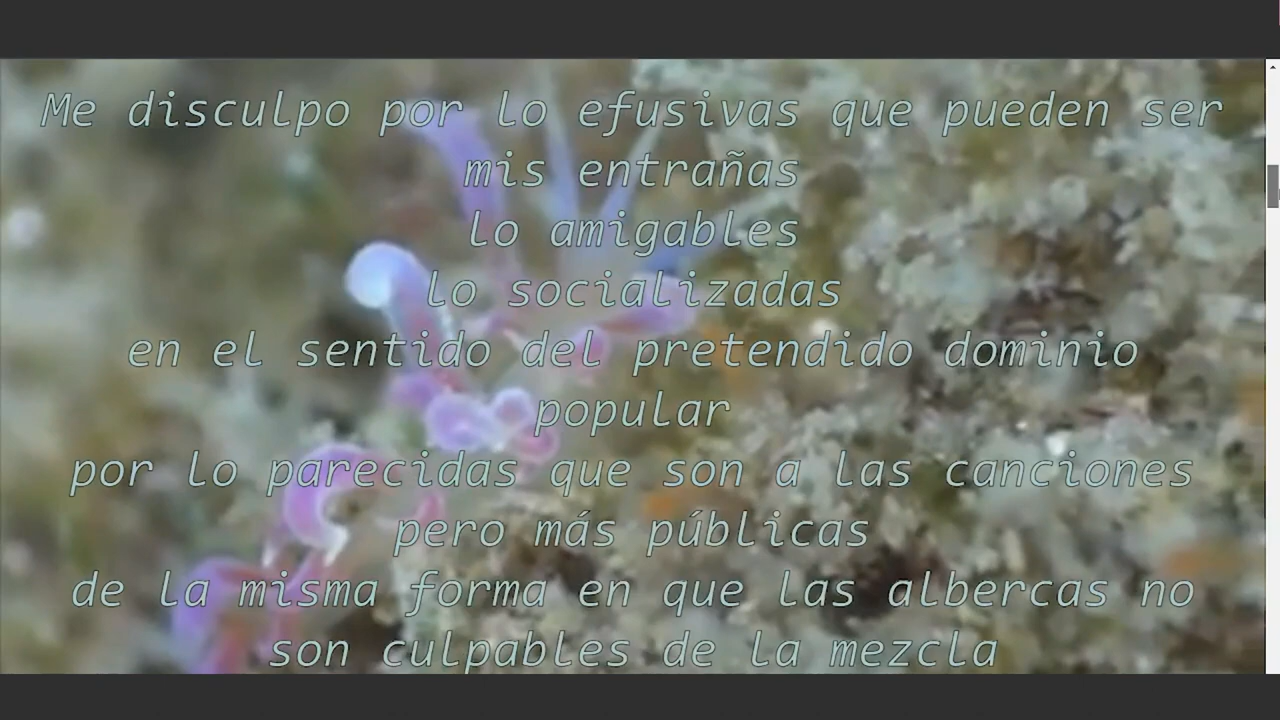 Me disculpo por lo efusivas que pueden ser
mis entrañas
lo amigables
lo socializadas
en el sentido del pretendido dominio
popular
por lo parecidas que son a las canciones
pero más públicas
de la misma forma en que las albercas no
son culpables de la mezcla